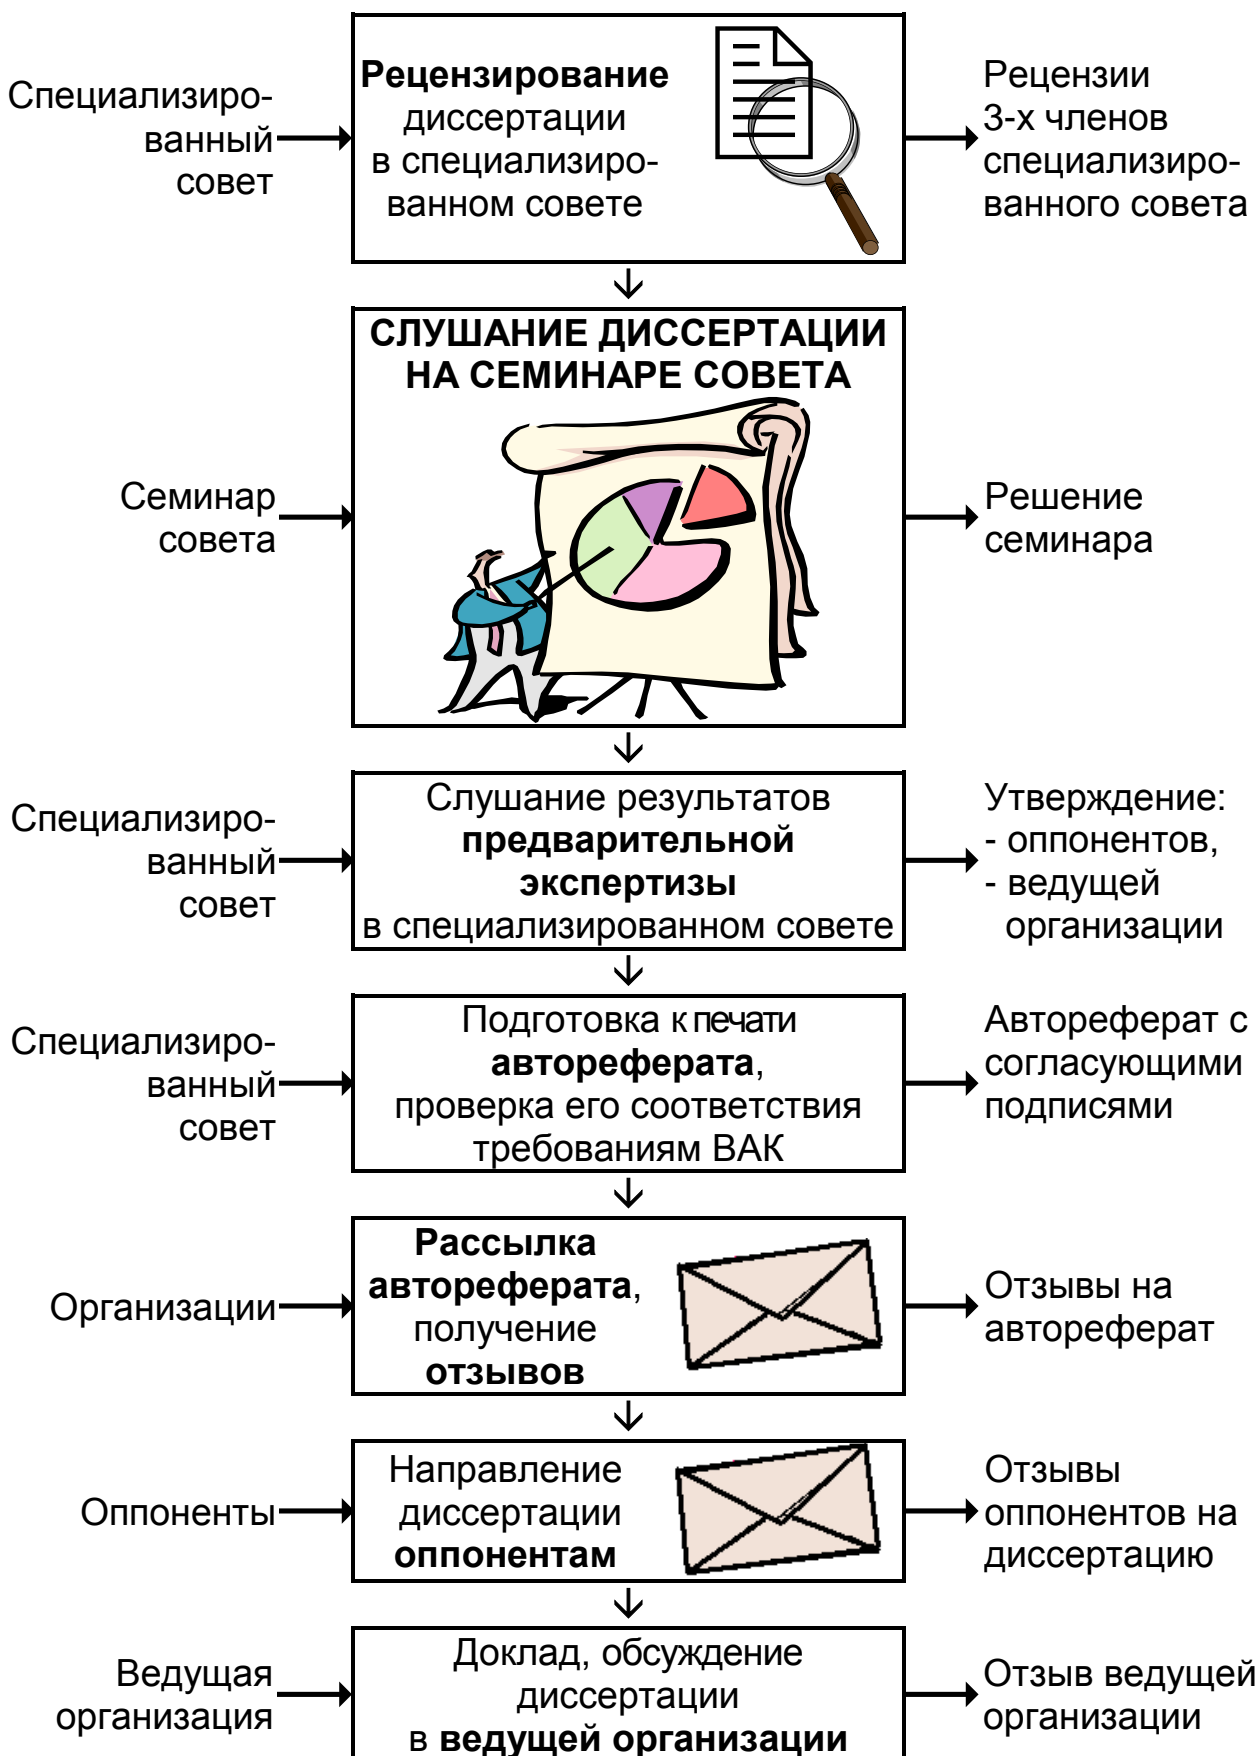 Специализиро-
ванный
совет
Рецензирование
диссертации
в специализиро-
ванном совете
Рецензии
3-х членов
специализиро-
ванного совета
СЛУШАНИЕ ДИССЕРТАЦИИ
НА СЕМИНАРЕ СОВЕТА
Семинар
совета
Решение
семинара
Специализиро-
ванный
совет
Слушание результатов
предварительной
экспертизы
в специализированном совете
Утверждение:
- оппонентов,
- ведущей
организации
Специализиро-
ванный
совет
Подготовка к печати
автореферата,
проверка его соответствия
требованиям ВАК
Автореферат с
согласующими
подписями
Организации
Рассылка
автореферата,
получение
отзывов
Отзывы на
автореферат
Оппоненты
Направление
диссертации
оппонентам
Отзывы
оппонентов на
диссертацию
Ведущая
организация
Доклад, обсуждение
диссертации
в ведущей организации
Отзыв ведущей
организации